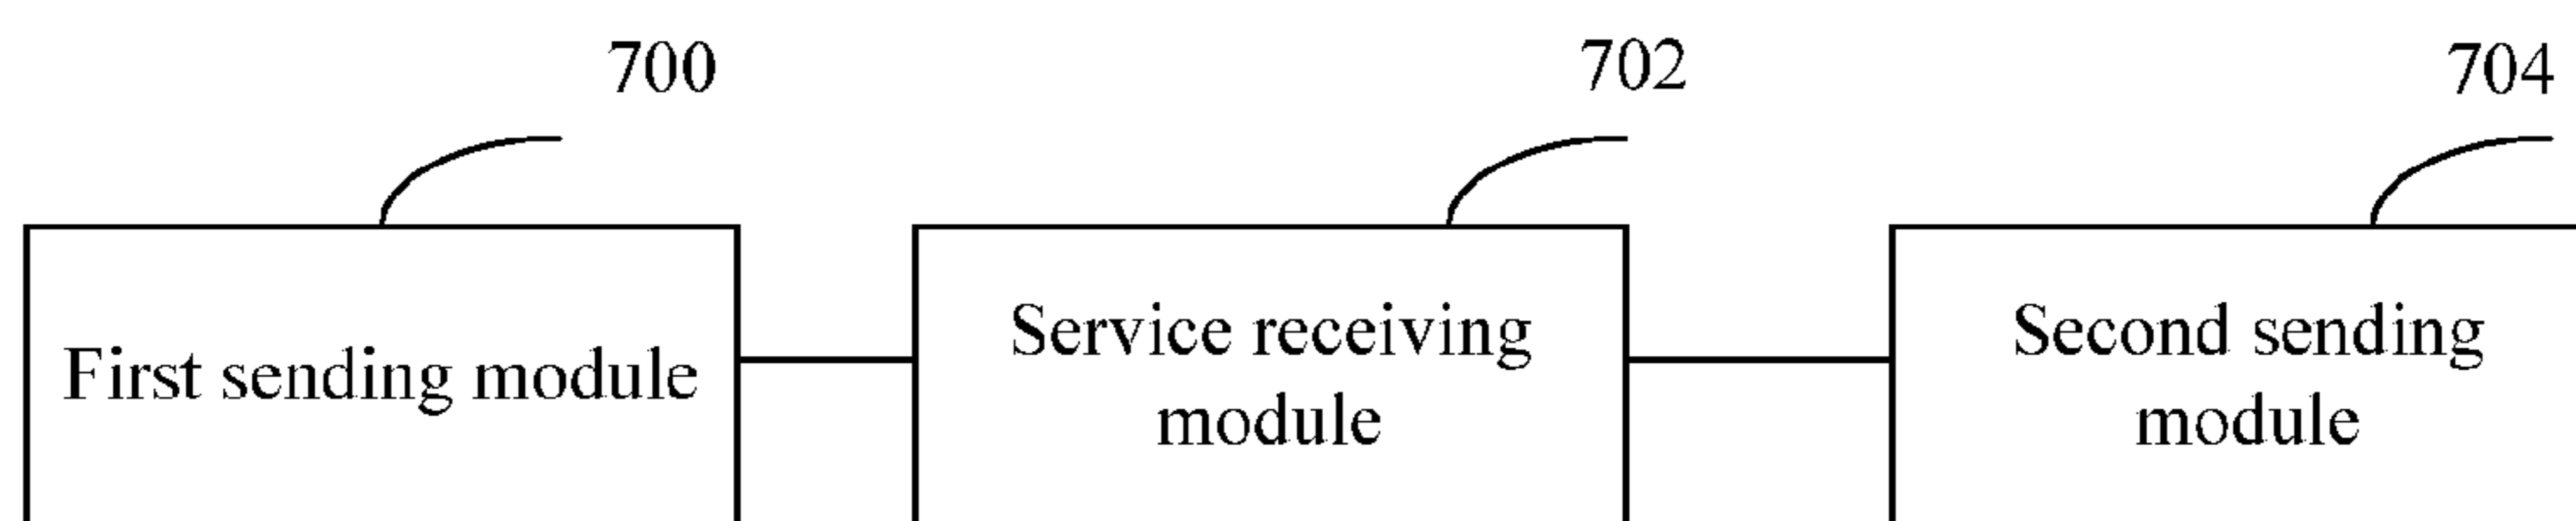 700
702
704
First sending module
Service receiving
module
Second sending
module